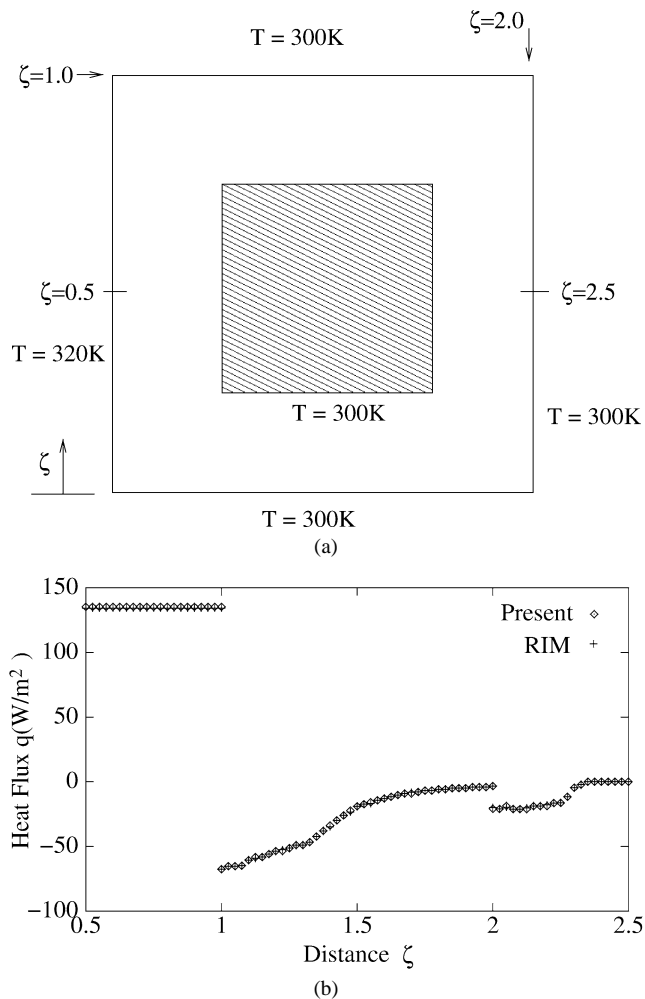 ζ=2.0
T = 300K
ζ=1.0
ζ=0.5
ζ=2.5
T = 320K
T = 300K
T = 300K
ζ
T = 300K
(a)
150
100
50
0
−50
−100
Heat Flux q(W/m²)
Present
RIM
0.5
1
1.5
2
2.5
Distance ζ
(b)